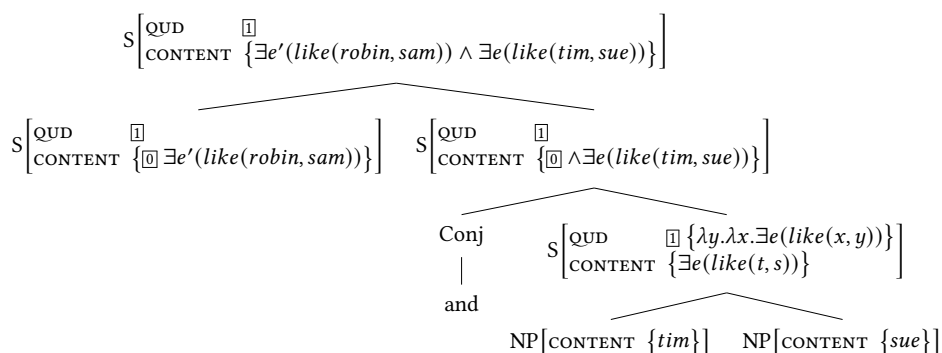 S[QUD 1
CONTENT {∃e′(like(robin, sam)) ∧ ∃e(like(tim, sue))}]
S[QUD 1
CONTENT {0 ∃e′(like(robin, sam))}]
S[QUD 1
CONTENT {0 ∧∃e(like(tim, sue))}]
Conj
S[QUD 1 {λy.λx.∃e(like(x, y))}
CONTENT {∃e(like(t, s))}]
and
NP[CONTENT {tim}] NP[CONTENT {sue}]